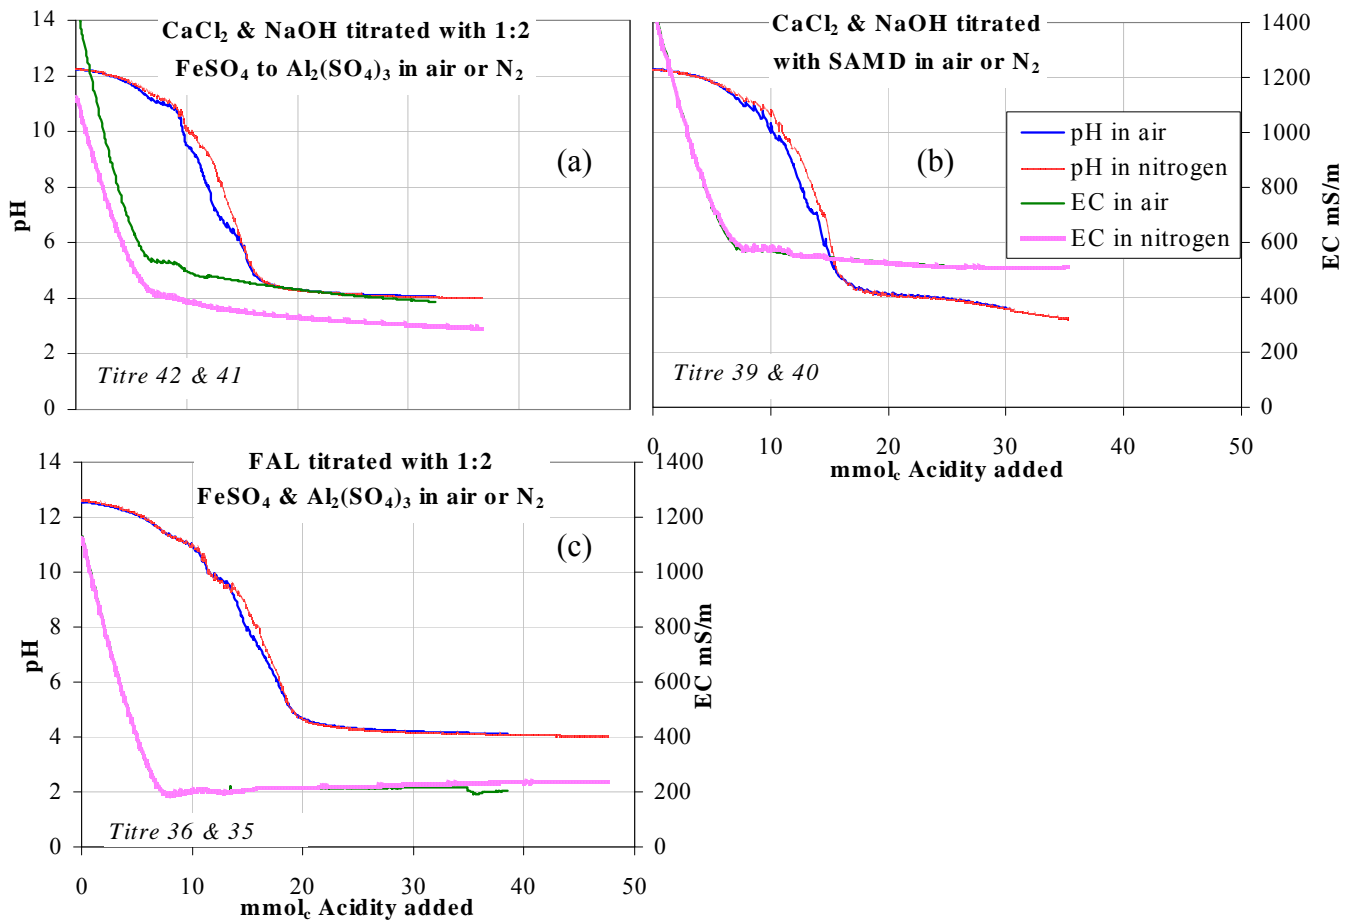 CaCl₂ & NaOH titrated with 1:2
FeSO₄ to Al₂(SO₄)₃ in air or N₂
(a)
14
12
10
8
6
4
2
0
pH
Titre 42 & 41
CaCl₂ & NaOH titrated
with SAMD in air or N₂
(b)
pH in air
pH in nitrogen
EC in air
EC in nitrogen
1400
1200
1000
800
600
400
200
0
EC mS/m
Titre 39 & 40
0 10 20 30 40 50
mmol꜀ Acidity added
FAL titrated with 1:2
FeSO₄ & Al₂(SO₄)₃ in air or N₂
(c)
14
12
10
8
6
4
2
0
pH
1400
1200
1000
800
600
400
200
0
EC mS/m
Titre 36 & 35
0 10 20 30 40 50
mmol꜀ Acidity added